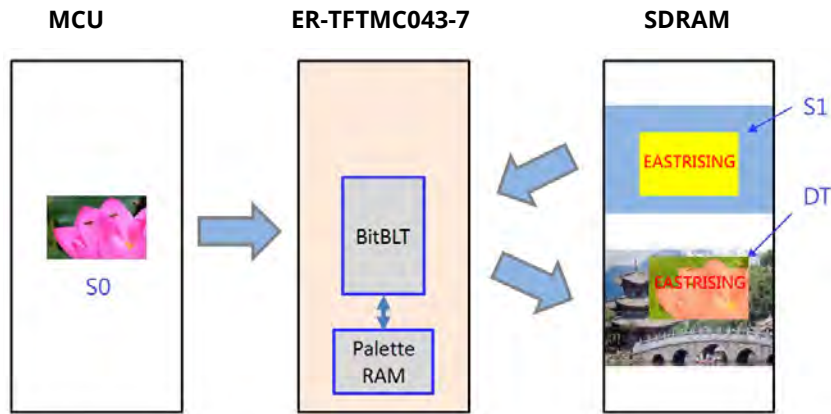 MCU
ER-TFTMC043-7
SDRAM
S1
EASTRISING
DT
BitBLT
S0
EASTRISING
Palette
RAM